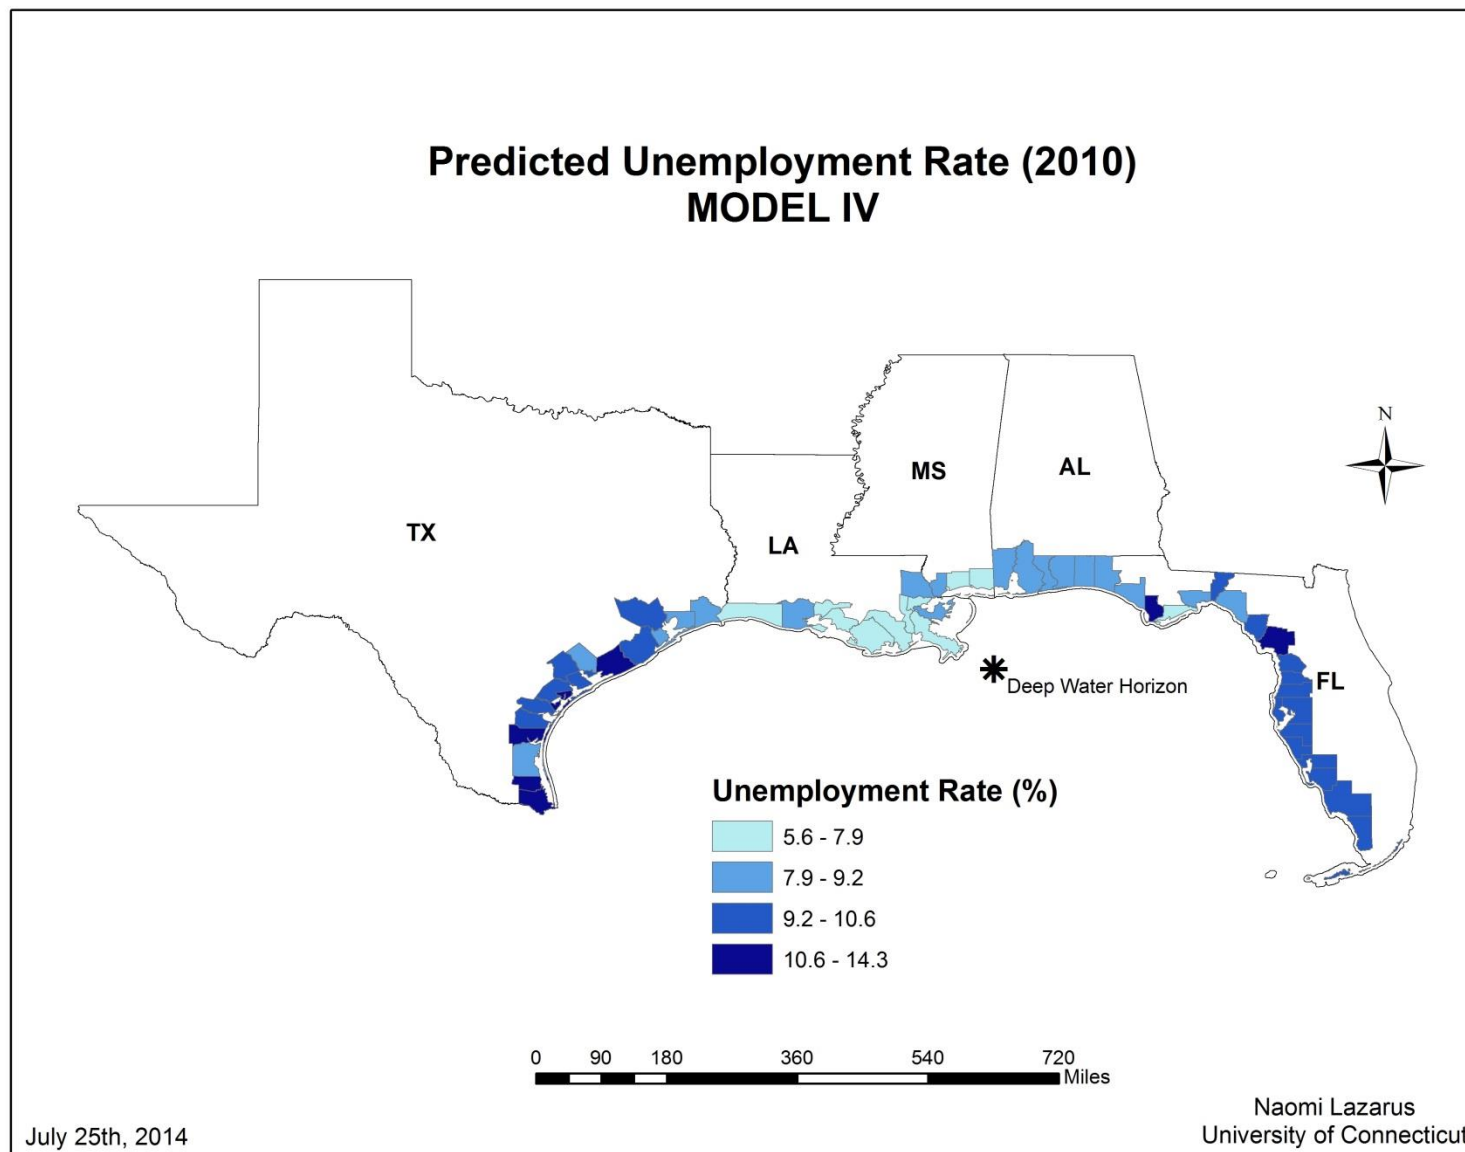 Predicted Unemployment Rate (2010)
MODEL IV
N
MS
AL
TX
LA
FL
Deep Water Horizon
Unemployment Rate (%)
5.6 - 7.9
7.9 - 9.2
9.2 - 10.6
10.6 - 14.3
0 90 180 360 540 720
Miles
July 25th, 2014
Naomi Lazarus
University of Connecticut